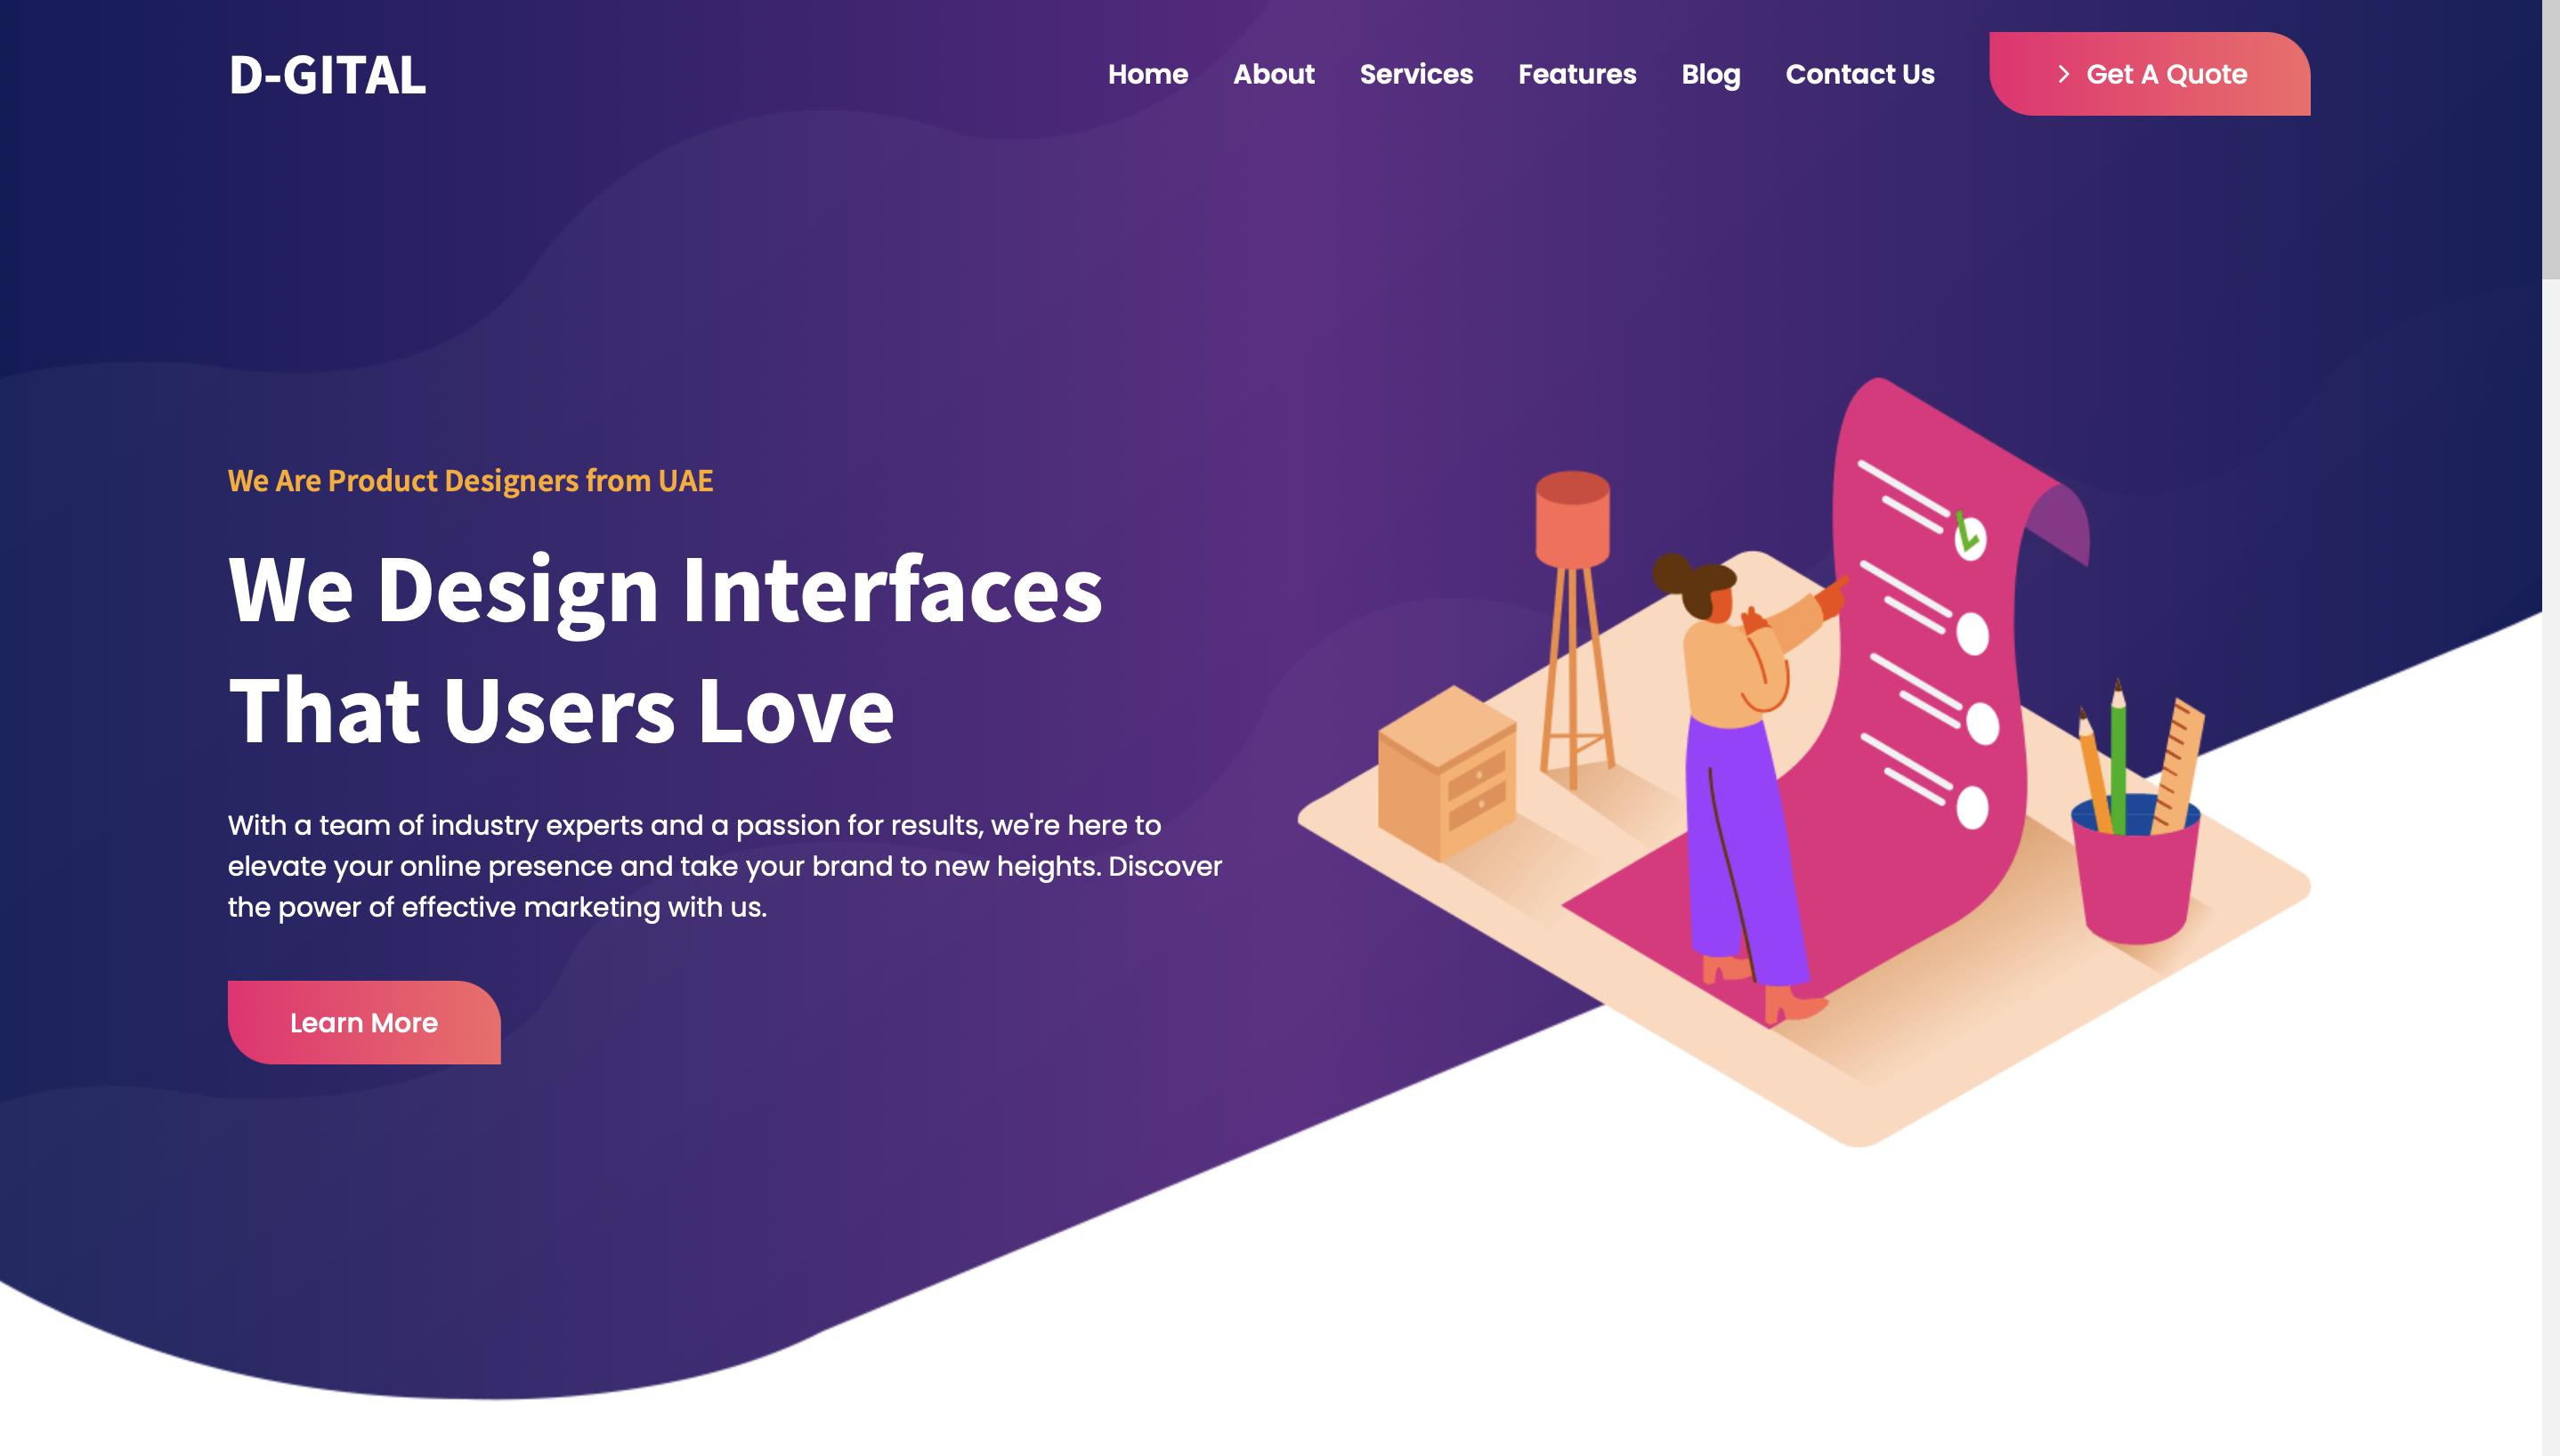 D-GITAL
Home
About
Services
Features
Blog
Contact Us
Get A Quote
We Are Product Designers from UAE
We Design Interfaces
That Users Love
With a team of industry experts and a passion for results, we're here to
elevate your online presence and take your brand to new heights. Discover
the power of effective marketing with us.
Learn More